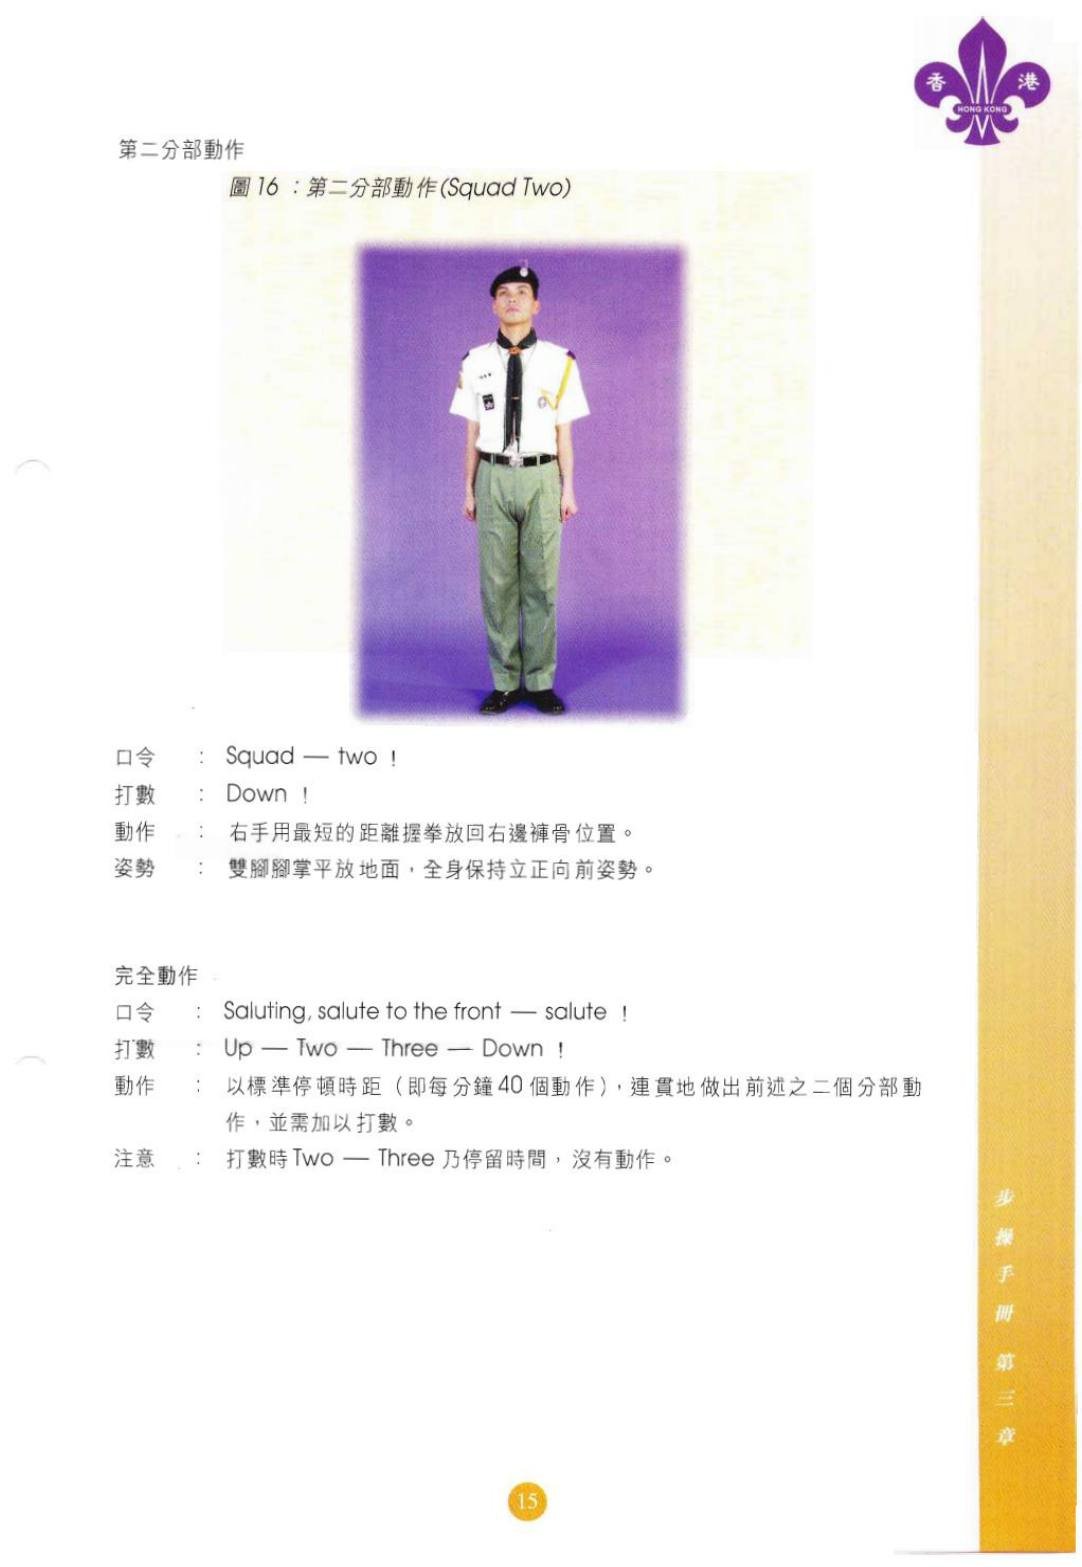 香 港
HONG KONG
第二分部動作
圖 16 ：第二分部動作(Squad Two)
口令 ： Squad — two ！
打數 ： Down ！
動作 ： 右手用最短的距離握拳放回右邊褲骨位置。
姿勢 ： 雙腳腳掌平放地面，全身保持立正向前姿勢。
完全動作
口令 ： Saluting, salute to the front — salute ！
打數 ： Up — Two — Three — Down ！
動作 ： 以標準停頓時距（即每分鐘40個動作），連貫地做出前述之二個分部動
作，並需加以打數。
注意 ： 打數時Two — Three 乃停留時間，沒有動作。
步操手冊 第三章
15